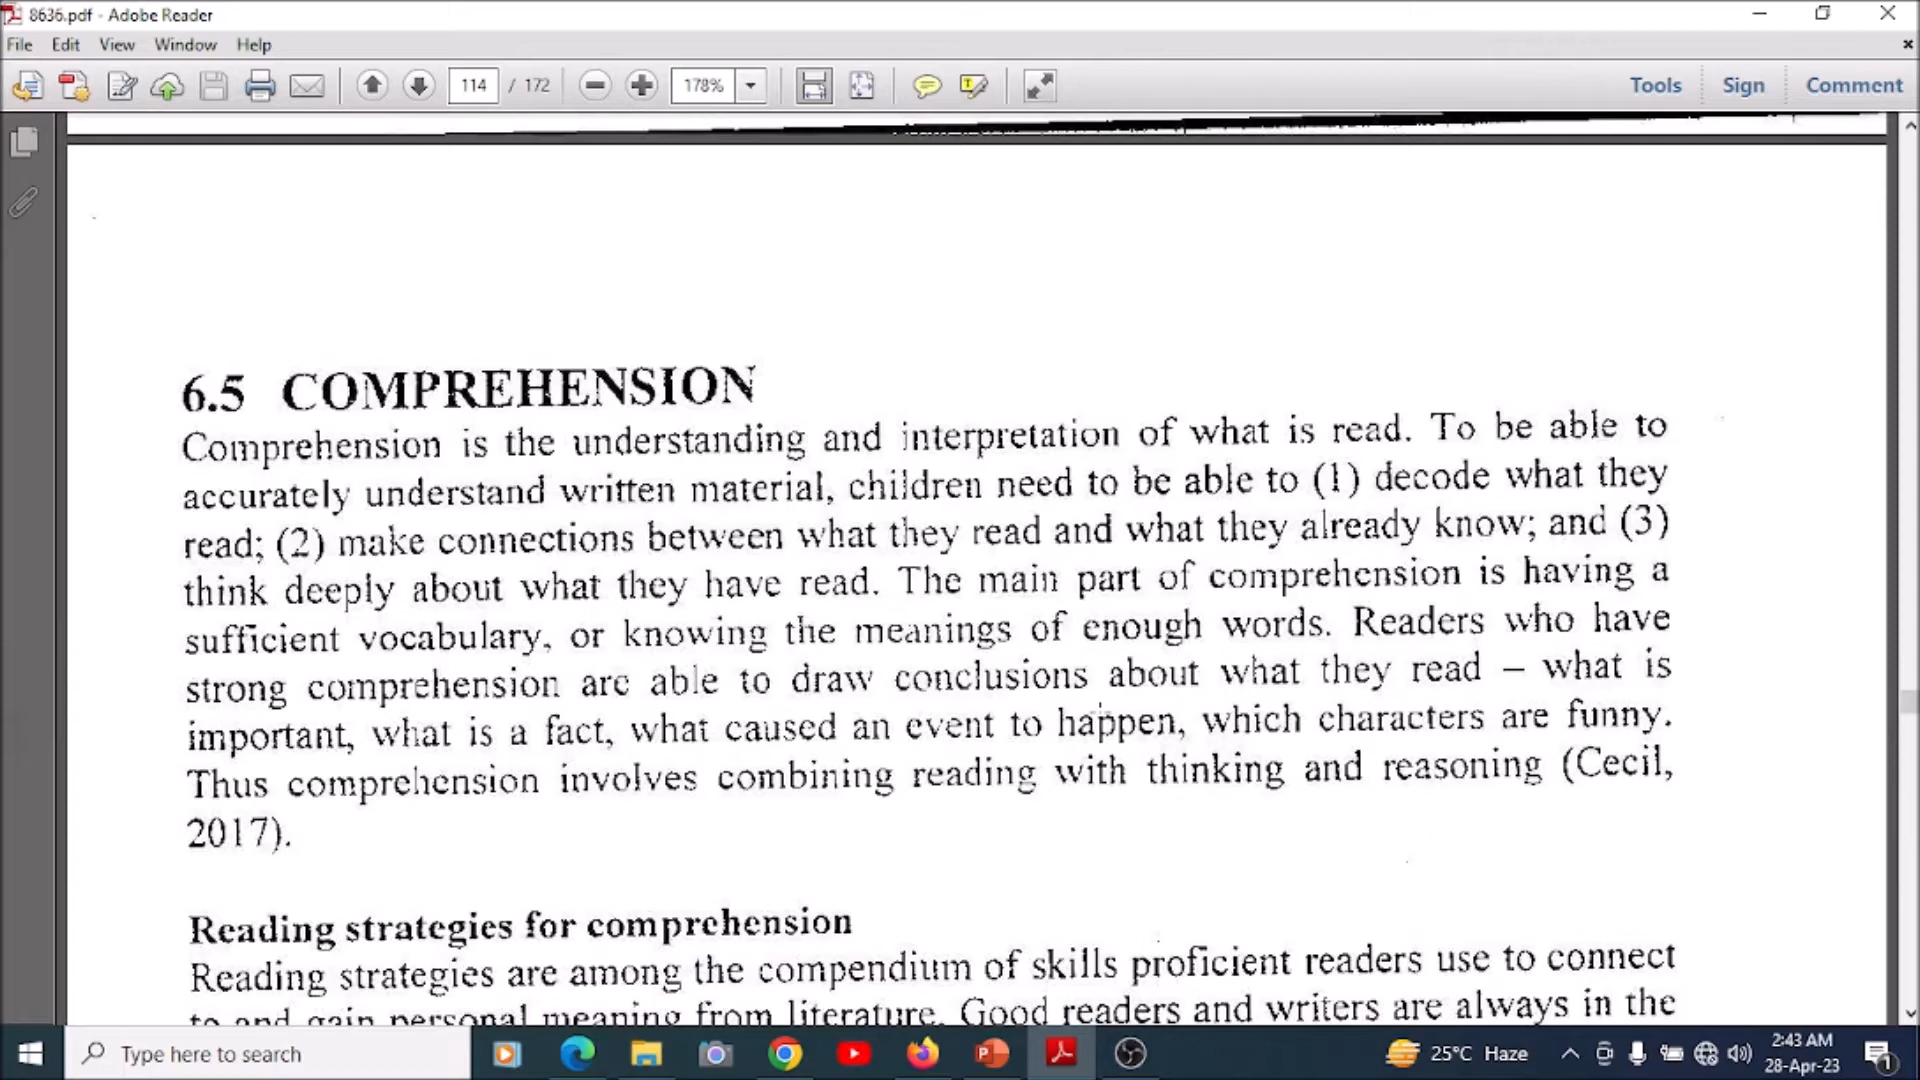 8636.pdf - Adobe Reader
File Edit View Window Help
114 / 172 178% Tools Sign Comment
6.5 COMPREHENSION
Comprehension is the understanding and interpretation of what is read. To be able to
accurately understand written material, children need to be able to (1) decode what they
read; (2) make connections between what they read and what they already know; and (3)
think deeply about what they have read. The main part of comprehension is having a
sufficient vocabulary, or knowing the meanings of enough words. Readers who have
strong comprehension are able to draw conclusions about what they read – what is
important, what is a fact, what caused an event to happen, which characters are funny.
Thus comprehension involves combining reading with thinking and reasoning (Cecil,
2017).
Reading strategies for comprehension
Reading strategies are among the compendium of skills proficient readers use to connect
to and gain personal meaning from literature. Good readers and writers are always in the
Type here to search 25°C Haze 2:43 AM
28-Apr-23 1